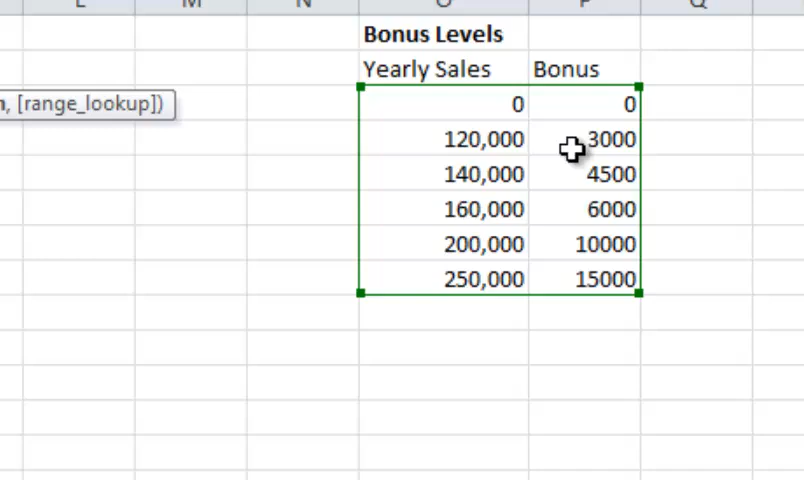 L M N O P Q
Bonus Levels
Yearly Sales Bonus
, [range_lookup])
0 0
120,000 3000
140,000 4500
160,000 6000
200,000 10000
250,000 15000